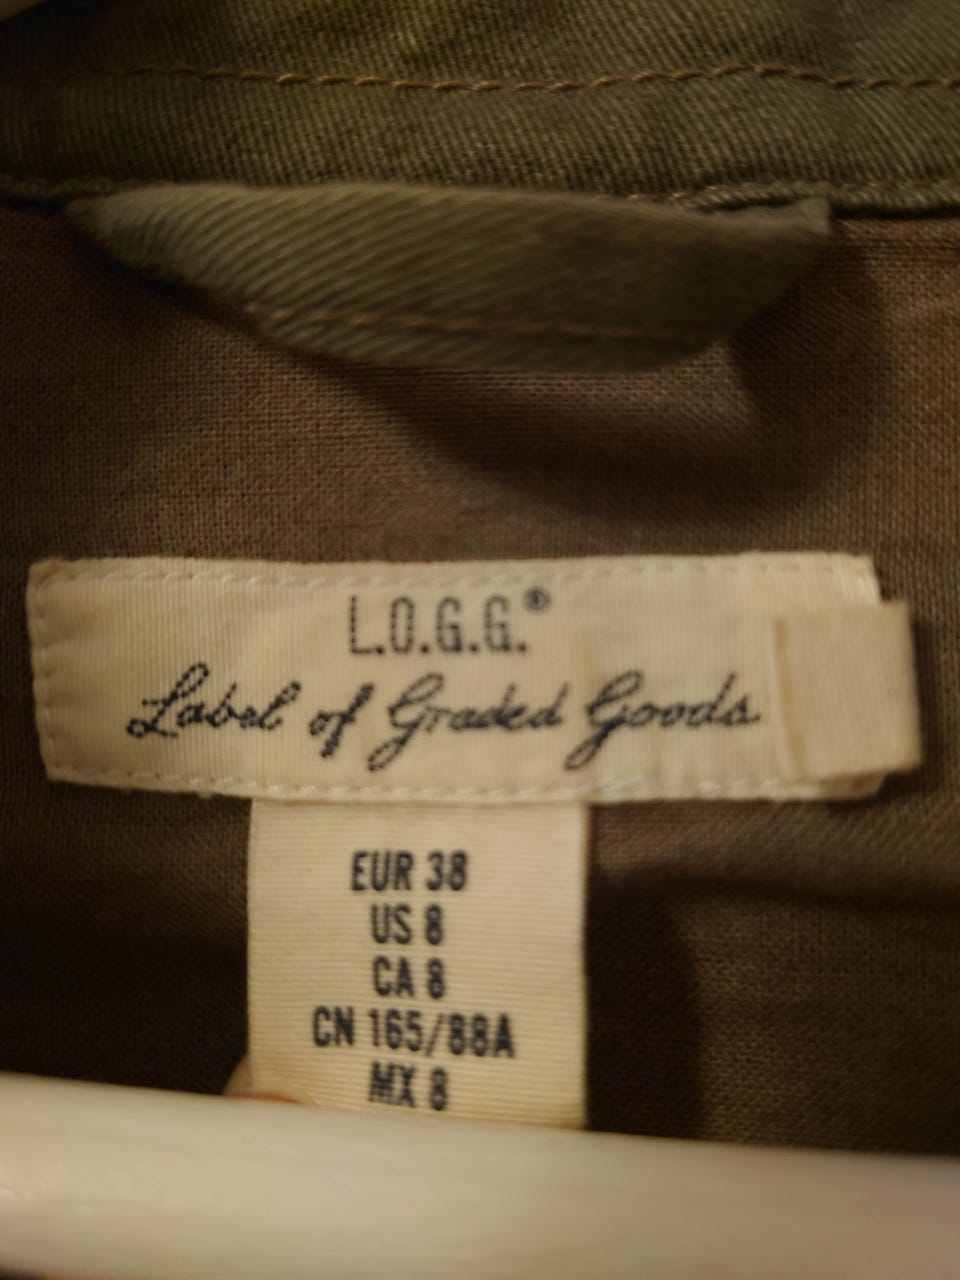 L.O.G.G.®
Label of Graded Goods
EUR 38
US 8
CA 8
CN 165/88A
MX 8